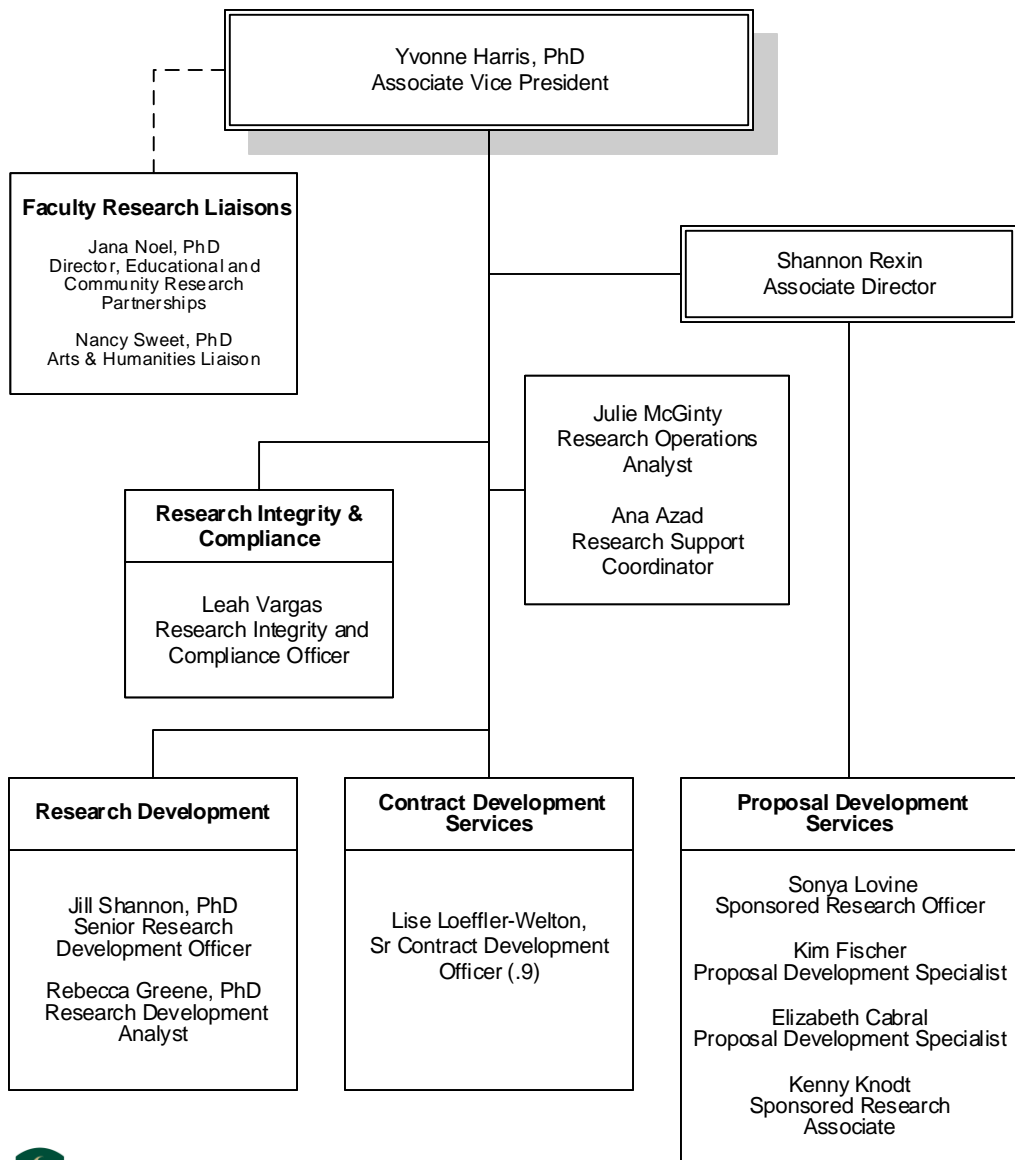 Yvonne Harris, PhD
Associate Vice President
Faculty Research Liaisons
Jana Noel, PhD
Director, Educational and
Community Research
Partnerships
Nancy Sweet, PhD
Arts & Humanities Liaison
Shannon Rexin
Associate Director
Julie McGinty
Research Operations
Analyst
Ana Azad
Research Support
Coordinator
Research Integrity &
Compliance
Leah Vargas
Research Integrity and
Compliance Officer
Research Development
Jill Shannon, PhD
Senior Research
Development Officer
Rebecca Greene, PhD
Research Development
Analyst
Contract Development
Services
Lise Loeffler-Welton,
Sr Contract Development
Officer (.9)
Proposal Development
Services
Sonya Lovine
Sponsored Research Officer
Kim Fischer
Proposal Development Specialist
Elizabeth Cabral
Proposal Development Specialist
Kenny Knodt
Sponsored Research
Associate